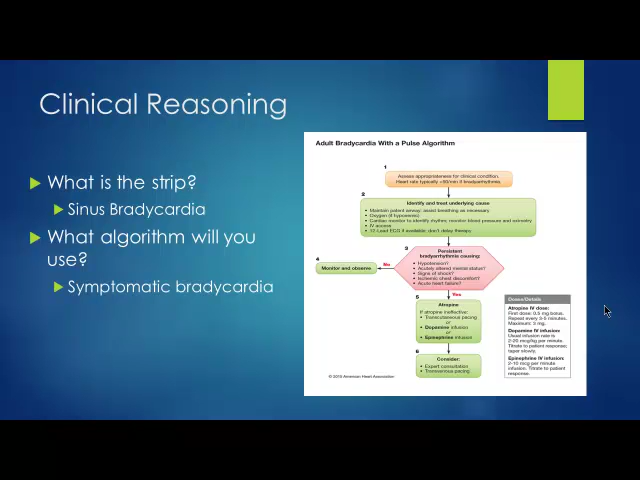 Clinical Reasoning
What is the strip?
Sinus Bradycardia
What algorithm will you
use?
Symptomatic bradycardia
Adult Bradycardia With a Pulse Algorithm
1
Assess appropriateness for clinical condition.
Heart rate typically <50/min if bradyarrhythmia.
2
Identify and treat underlying cause
• Maintain patent airway; assist breathing as necessary
• Oxygen (if hypoxemic)
• Cardiac monitor to identify rhythm; monitor blood pressure and oximetry
• IV access
• 12-Lead ECG if available; don't delay therapy
3
Persistent
bradyarrhythmia causing:
• Hypotension?
• Acutely altered mental status?
• Signs of shock?
• Ischemic chest discomfort?
• Acute heart failure?
No
4
Monitor and observe
Yes
5
Atropine
If atropine ineffective:
• Transcutaneous pacing
or
• Dopamine infusion
or
• Epinephrine infusion
6
Consider:
• Expert consultation
• Transvenous pacing
Doses/Details
Atropine IV dose:
First dose: 0.5 mg bolus.
Repeat every 3-5 minutes.
Maximum: 3 mg.
Dopamine IV infusion:
Usual infusion rate is
2-20 mcg/kg per minute.
Titrate to patient response;
taper slowly.
Epinephrine IV infusion:
2-10 mcg per minute
infusion. Titrate to patient
response.
© 2015 American Heart Association